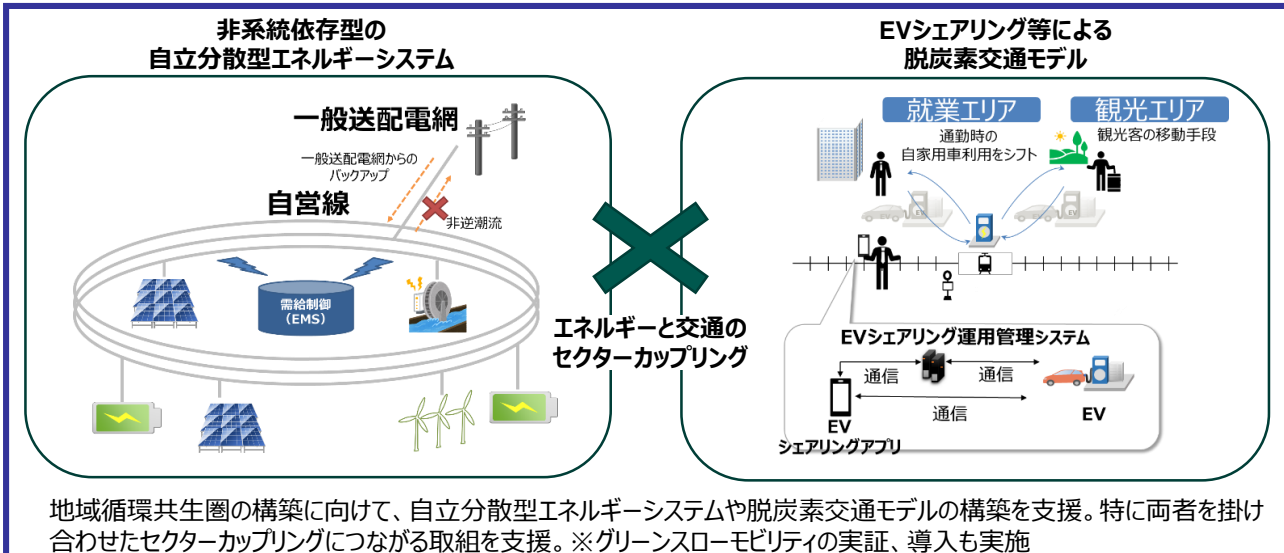 非系統依存型の
自立分散型エネルギーシステム
一般送配電網
一般送配電網からの
バックアップ
自営線
非逆潮流
需給制御
(EMS)
エネルギーと交通の
セクターカップリング
EVシェアリング等による
脱炭素交通モデル
就業エリア
通勤時の
自家用車利用をシフト
観光エリア
観光客の移動手段
EV
EV
EVシェアリング運用管理システム
通信
通信
通信
EV
シェアリングアプリ
EV
地域循環共生圏の構築に向けて、自立分散型エネルギーシステムや脱炭素交通モデルの構築を支援。特に両者を掛け
合わせたセクターカップリングにつながる取組を支援。※グリーンスローモビリティの実証、導入も実施